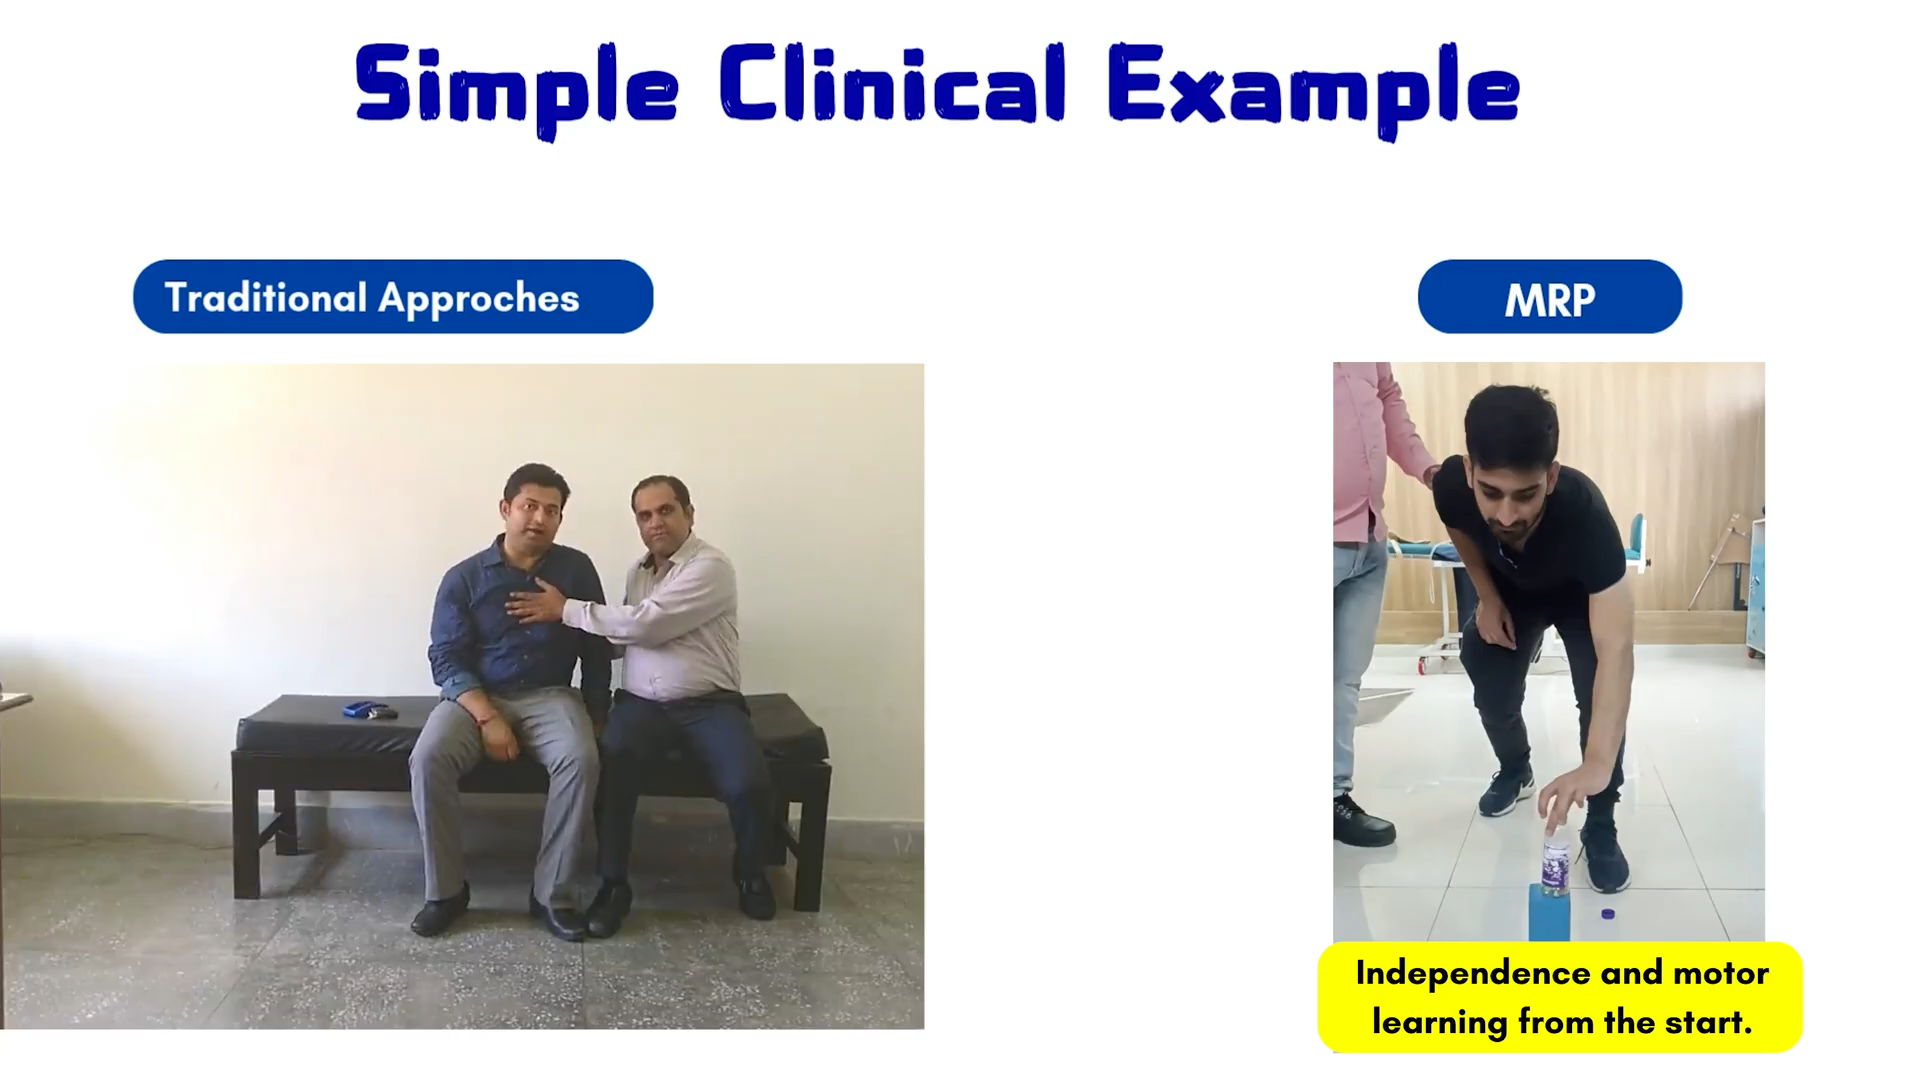 Simple Clinical Example
Traditional Approches
MRP
Independence and motor
learning from the start.